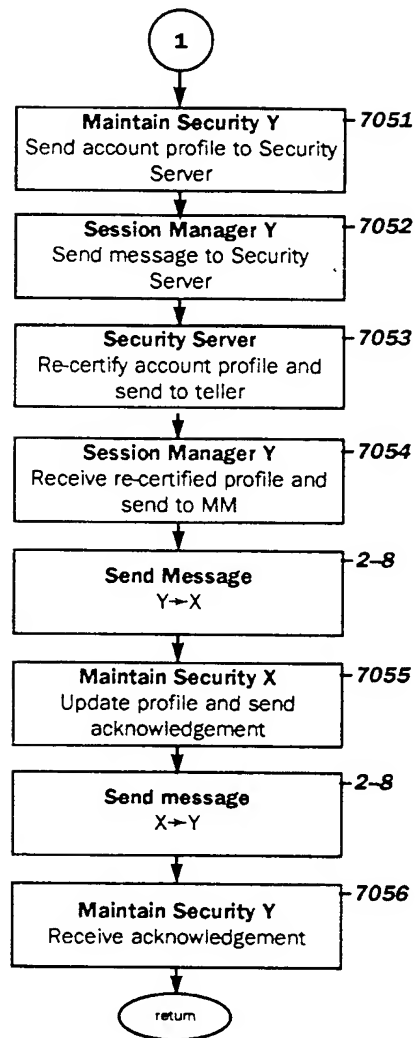 1
Maintain Security Y
7051
Send account profile to Security
Server
Session Manager Y
7052
Send message to Security
Server
Security Server
7053
Re-certify account profile and
send to teller
Session Manager Y
7054
Receive re-certified profile and
send to MM
Send Message
2-8
Y→X
Maintain Security X
7055
Update profile and send
acknowledgement
Send message
2-8
X→Y
Maintain Security Y
7056
Receive acknowledgement
return